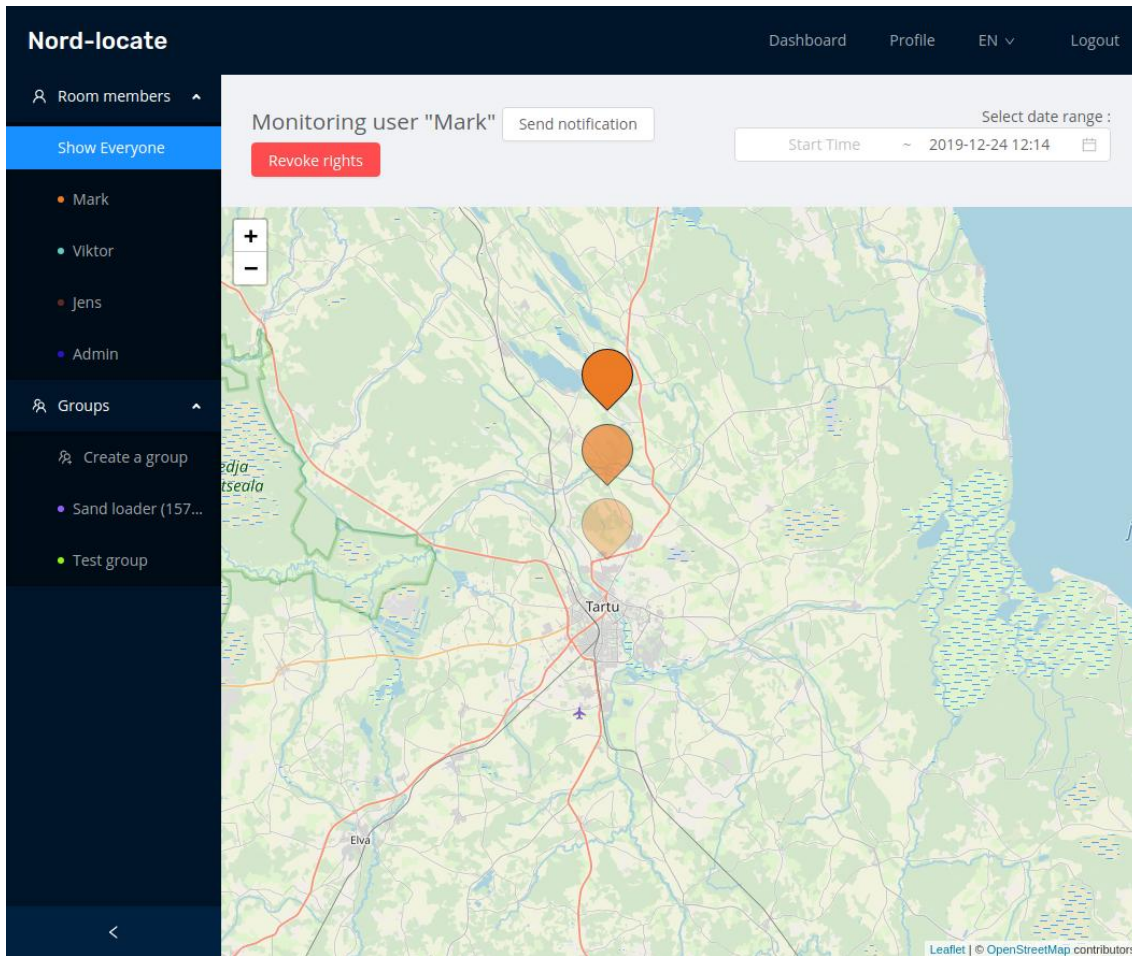 Nord-locate
Dashboard Profile EN Logout
Room members
Show Everyone
Mark
Viktor
Jens
Admin
Groups
Create a group
Sand loader (157...
Test group
Monitoring user "Mark" Send notification
Revoke rights
Select date range :
Start Time ~ 2019-12-24 12:14
+
−
edja
tseala
Tartu
Elva
Leaflet | © OpenStreetMap contributors